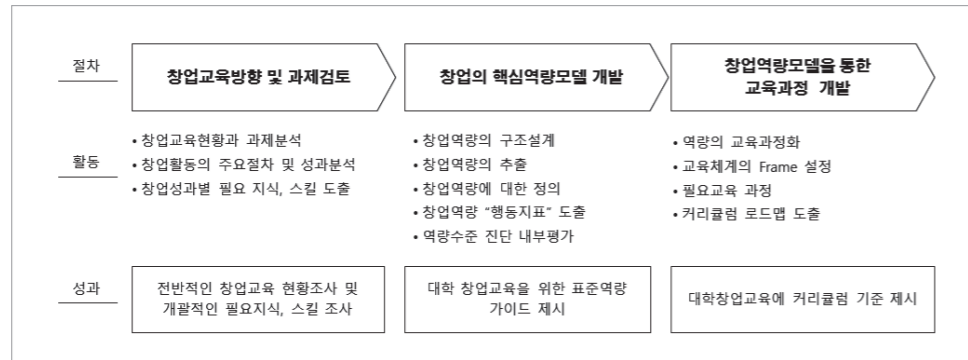 절차
창업교육방향 및 과제검토
창업의 핵심역량모델 개발
창업역량모델을 통한
교육과정 개발
활동
• 창업교육현황과 과제분석
• 창업활동의 주요절차 및 성과분석
• 창업성과별 필요 지식, 스킬 도출
• 창업역량의 구조설계
• 창업역량의 추출
• 창업역량에 대한 정의
• 창업역량 “행동지표” 도출
• 역량수준 진단 내부평가
• 역량의 교육과정화
• 교육체계의 Frame 설정
• 필요교육 과정
• 커리큘럼 로드맵 도출
성과
전반적인 창업교육 현황조사 및
개괄적인 필요지식, 스킬 조사
대학 창업교육을 위한 표준역량
가이드 제시
대학창업교육에 커리큘럼 기준 제시